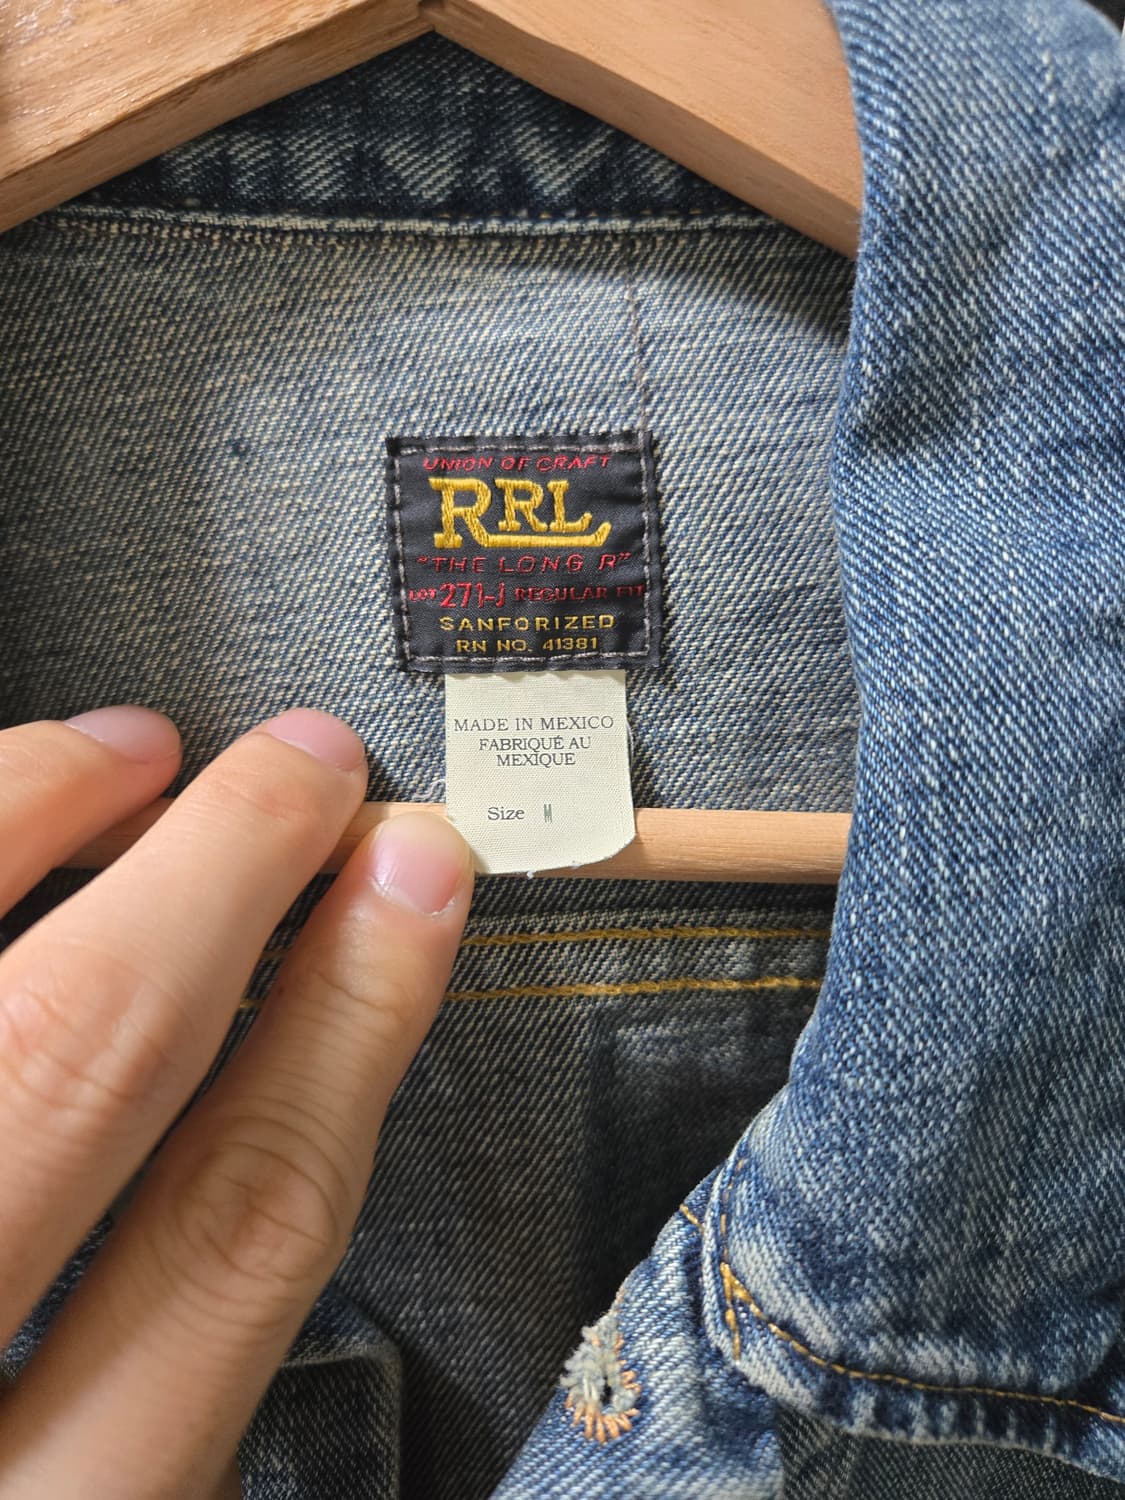 UNION OF CRAFT
RRL
"THE LONG R"
LOT 271-J REGULAR FIT
SANFORIZED
RN NO. 41381
MADE IN MEXICO
FABRIQUÉ AU
MEXIQUE
Size M